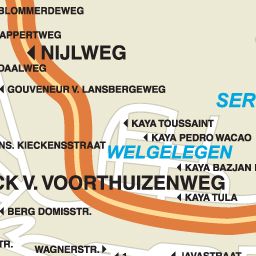 BLOMMERDEWEG
APPERTWEG
NIJLWEG
DAALWEG
GOUVENEUR V. LANSBERGEWEG
SER
KAYA TOUSSAINT
KAYA PEDRO WACAO
NS. KIECKENSSTRAAT
WELGELEGEN
KAYA BAZJAN
CK V. VOORTHUIZENWEG
KAYA TULA
BERG DOMISSTR.
WAGNERSTR.
JAVASTRAAT